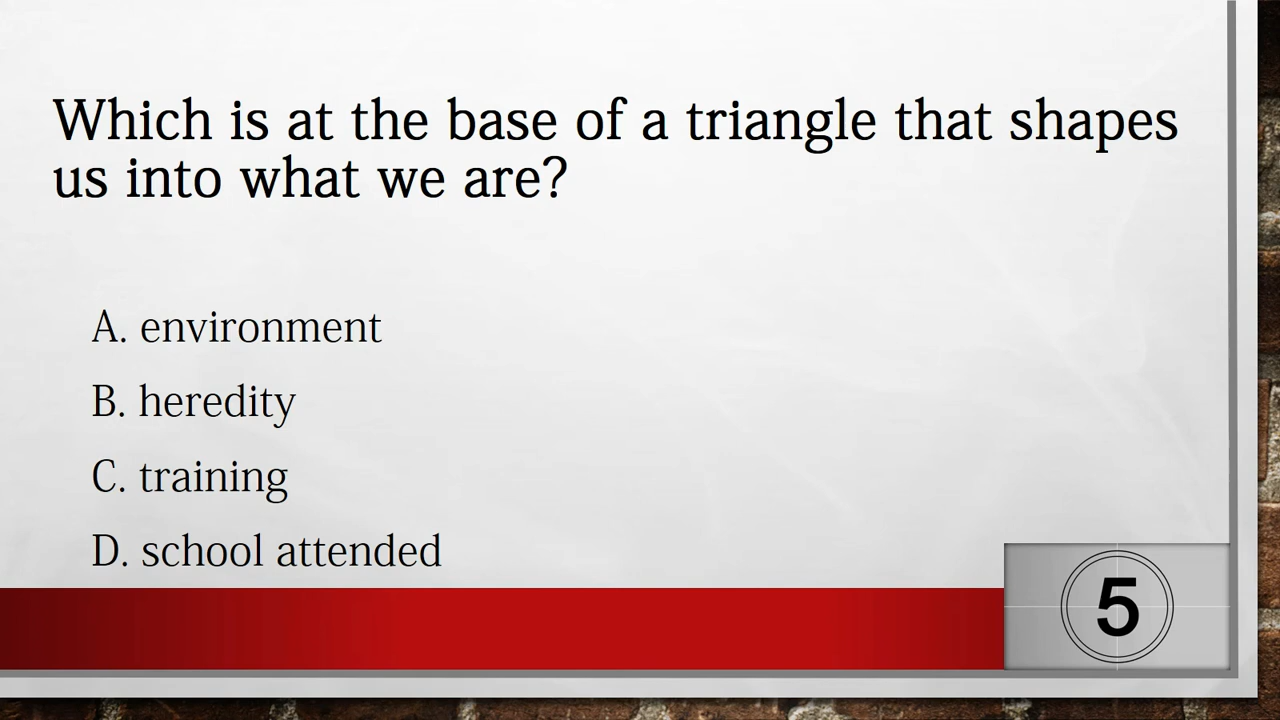 Which is at the base of a triangle that shapes
us into what we are?
A. environment
B. heredity
C. training
D. school attended
5